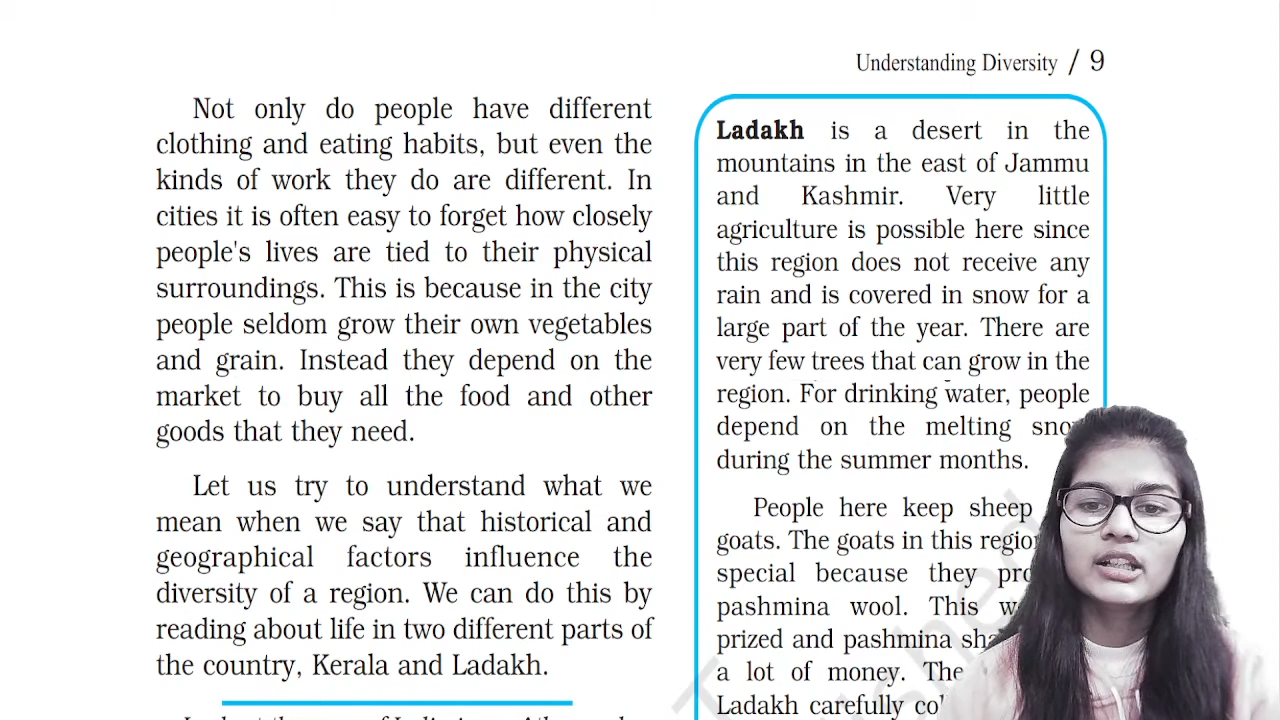 Understanding Diversity / 9
Not only do people have different
clothing and eating habits, but even the
kinds of work they do are different. In
cities it is often easy to forget how closely
people's lives are tied to their physical
surroundings. This is because in the city
people seldom grow their own vegetables
and grain. Instead they depend on the
market to buy all the food and other
goods that they need.
Let us try to understand what we
mean when we say that historical and
geographical factors influence the
diversity of a region. We can do this by
reading about life in two different parts of
the country, Kerala and Ladakh.
Ladakh is a desert in the
mountains in the east of Jammu
and Kashmir. Very little
agriculture is possible here since
this region does not receive any
rain and is covered in snow for a
large part of the year. There are
very few trees that can grow in the
region. For drinking water, people
depend on the melting
during the summer months.
People here keep sheep
goats. The goats in this
special because they
pashmina wool. This
prized and pashmina
a lot of money. The
Ladakh carefully